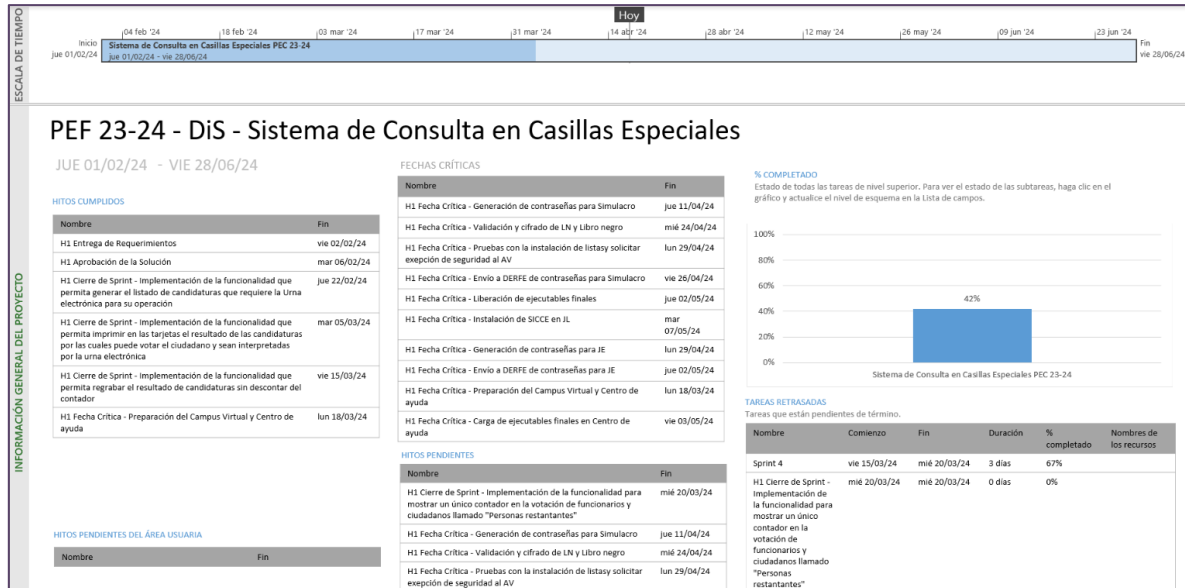 ESCALA DE TIEMPO
Hoy
04 feb '24
18 feb '24
03 mar '24
17 mar '24
31 mar '24
14 abr '24
28 abr '24
12 may '24
26 may '24
09 jun '24
23 jun '24
Inicio
jue 01/02/24
Sistema de Consulta en Casillas Especiales PEC 23-24
jue 01/02/24 - vie 28/06/24
Fin
vie 28/06/24
INFORMACIÓN GENERAL DEL PROYECTO
PEF 23-24 - DiS - Sistema de Consulta en Casillas Especiales
JUE 01/02/24 - VIE 28/06/24
HITOS CUMPLIDOS
Nombre Fin
H1 Entrega de Requerimientos vie 02/02/24
H1 Aprobación de la Solución mar 06/02/24
H1 Cierre de Sprint - Implementación de la funcionalidad que jue 22/02/24
permita generar el listado de candidaturas que requiere la Urna
electrónica para su operación
H1 Cierre de Sprint - Implementación de la funcionalidad que mar 05/03/24
permita imprimir en las tarjetas el resultado de las candidaturas
por las cuales puede votar el ciudadano y sean interpretadas
por la urna electrónica
H1 Cierre de Sprint - Implementación de la funcionalidad que vie 15/03/24
permita regrabar el resultado de candidaturas sin descontar del
contador
H1 Fecha Crítica - Preparación del Campus Virtual y Centro de lun 18/03/24
ayuda
HITOS PENDIENTES DEL ÁREA USUARIA
Nombre Fin
FECHAS CRÍTICAS
Nombre Fin
H1 Fecha Crítica - Generación de contraseñas para Simulacro jue 11/04/24
H1 Fecha Crítica - Validación y cifrado de LN y Libro negro mié 24/04/24
H1 Fecha Crítica - Pruebas con la instalación de listasy solicitar lun 29/04/24
exepción de seguridad al AV
H1 Fecha Crítica - Envío a DERFE de contraseñas para Simulacro vie 26/04/24
H1 Fecha Crítica - Liberación de ejecutables finales jue 02/05/24
H1 Fecha Crítica - Instalación de SICCE en JL mar
07/05/24
H1 Fecha Crítica - Generación de contraseñas para JE lun 29/04/24
H1 Fecha Crítica - Envío a DERFE de contraseñas para JE jue 02/05/24
H1 Fecha Crítica - Preparación del Campus Virtual y Centro de lun 18/03/24
ayuda
H1 Fecha Crítica - Carga de ejecutables finales en Centro de vie 03/05/24
ayuda
HITOS PENDIENTES
Nombre Fin
H1 Cierre de Sprint - Implementación de la funcionalidad para mié 20/03/24
mostrar un único contador en la votación de funcionarios y
ciudadanos llamado "Personas restantantes"
H1 Fecha Crítica - Generación de contraseñas para Simulacro jue 11/04/24
H1 Fecha Crítica - Validación y cifrado de LN y Libro negro mié 24/04/24
H1 Fecha Crítica - Pruebas con la instalación de listasy solicitar lun 29/04/24
exepción de seguridad al AV
% COMPLETADO
Estado de todas las tareas de nivel superior. Para ver el estado de las subtareas, haga clic en el
gráfico y actualice el nivel de esquema en la Lista de campos.
100%
80%
60%
40%
20%
0%
42%
Sistema de Consulta en Casillas Especiales PEC 23-24
TAREAS RETRASADAS
Tareas que están pendientes de término.
Nombre Comienzo Fin Duración % Nombres de
completado los recursos
Sprint 4 vie 15/03/24 mié 20/03/24 3 días 67%
H1 Cierre de Sprint - mié 20/03/24 mié 20/03/24 0 días 0%
Implementación de
la funcionalidad para
mostrar un único
contador en la
votación de
funcionarios y
ciudadanos llamado
"Personas
restantantes"